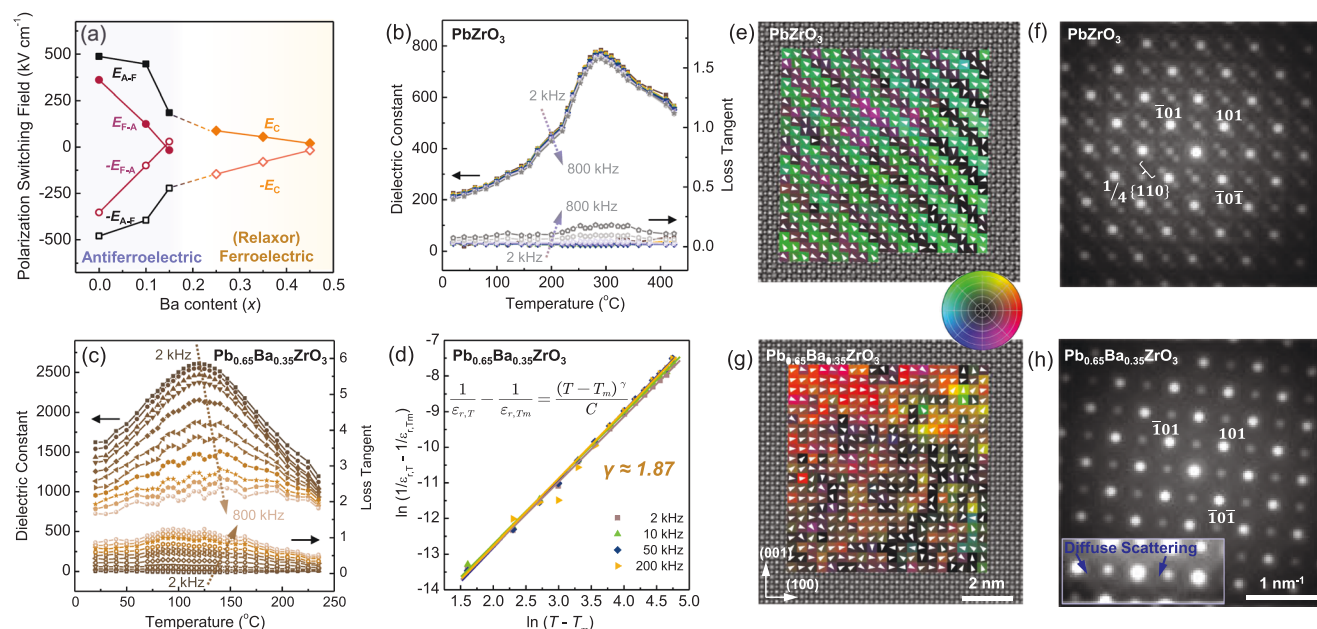 (a)
Polarization Switching Field (kV cm⁻¹)
500
250
0
-250
-500
E_A-F
E_F-A
-E_F-A
-E_A-F
E_C
-E_C
Antiferroelectric
(Relaxor)
Ferroelectric
0.0 0.1 0.2 0.3 0.4 0.5
Ba content (x)
(b)
PbZrO₃
Dielectric Constant
800
600
400
200
0
2 kHz
800 kHz
800 kHz
2 kHz
1.5
1.0
0.5
0.0
Loss Tangent
100 200 300 400
Temperature (°C)
(e)
PbZrO₃
(f)
PbZrO₃
1̅01
101
1/4 {110}
1̅01̅
(c)
Pb₀.₆₅Ba₀.₃₅ZrO₃
Dielectric Constant
2500
2000
1500
1000
500
0
2 kHz
800 kHz
2 kHz
6
5
4
3
2
1
0
Loss Tangent
0 50 100 150 200 250
Temperature (°C)
(d)
Pb₀.₆₅Ba₀.₃₅ZrO₃
ln (1/ε_r,T - 1/ε_r,Tm)
-7
-8
-9
-10
-11
-12
-13
-14
1/ε_r,T − 1/ε_r,Tm = (T − T_m)^γ / C
γ ≈ 1.87
2 kHz
10 kHz
50 kHz
200 kHz
1.5 2.0 2.5 3.0 3.5 4.0 4.5 5.0
ln (T - T_m)
(g)
Pb₀.₆₅Ba₀.₃₅ZrO₃
(001)
(100)
2 nm
(h)
Pb₀.₆₅Ba₀.₃₅ZrO₃
1̅01
101
1̅01̅
Diffuse Scattering
1 nm⁻¹